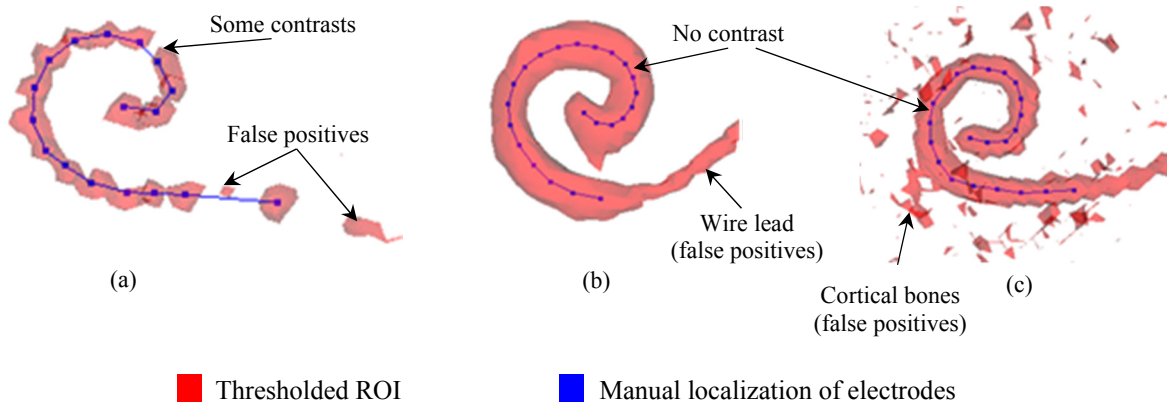 Some contrasts
No contrast
False positives
Wire lead
(false positives)
(a)
(b)
(c)
Cortical bones
(false positives)
Thresholded ROI
Manual localization of electrodes